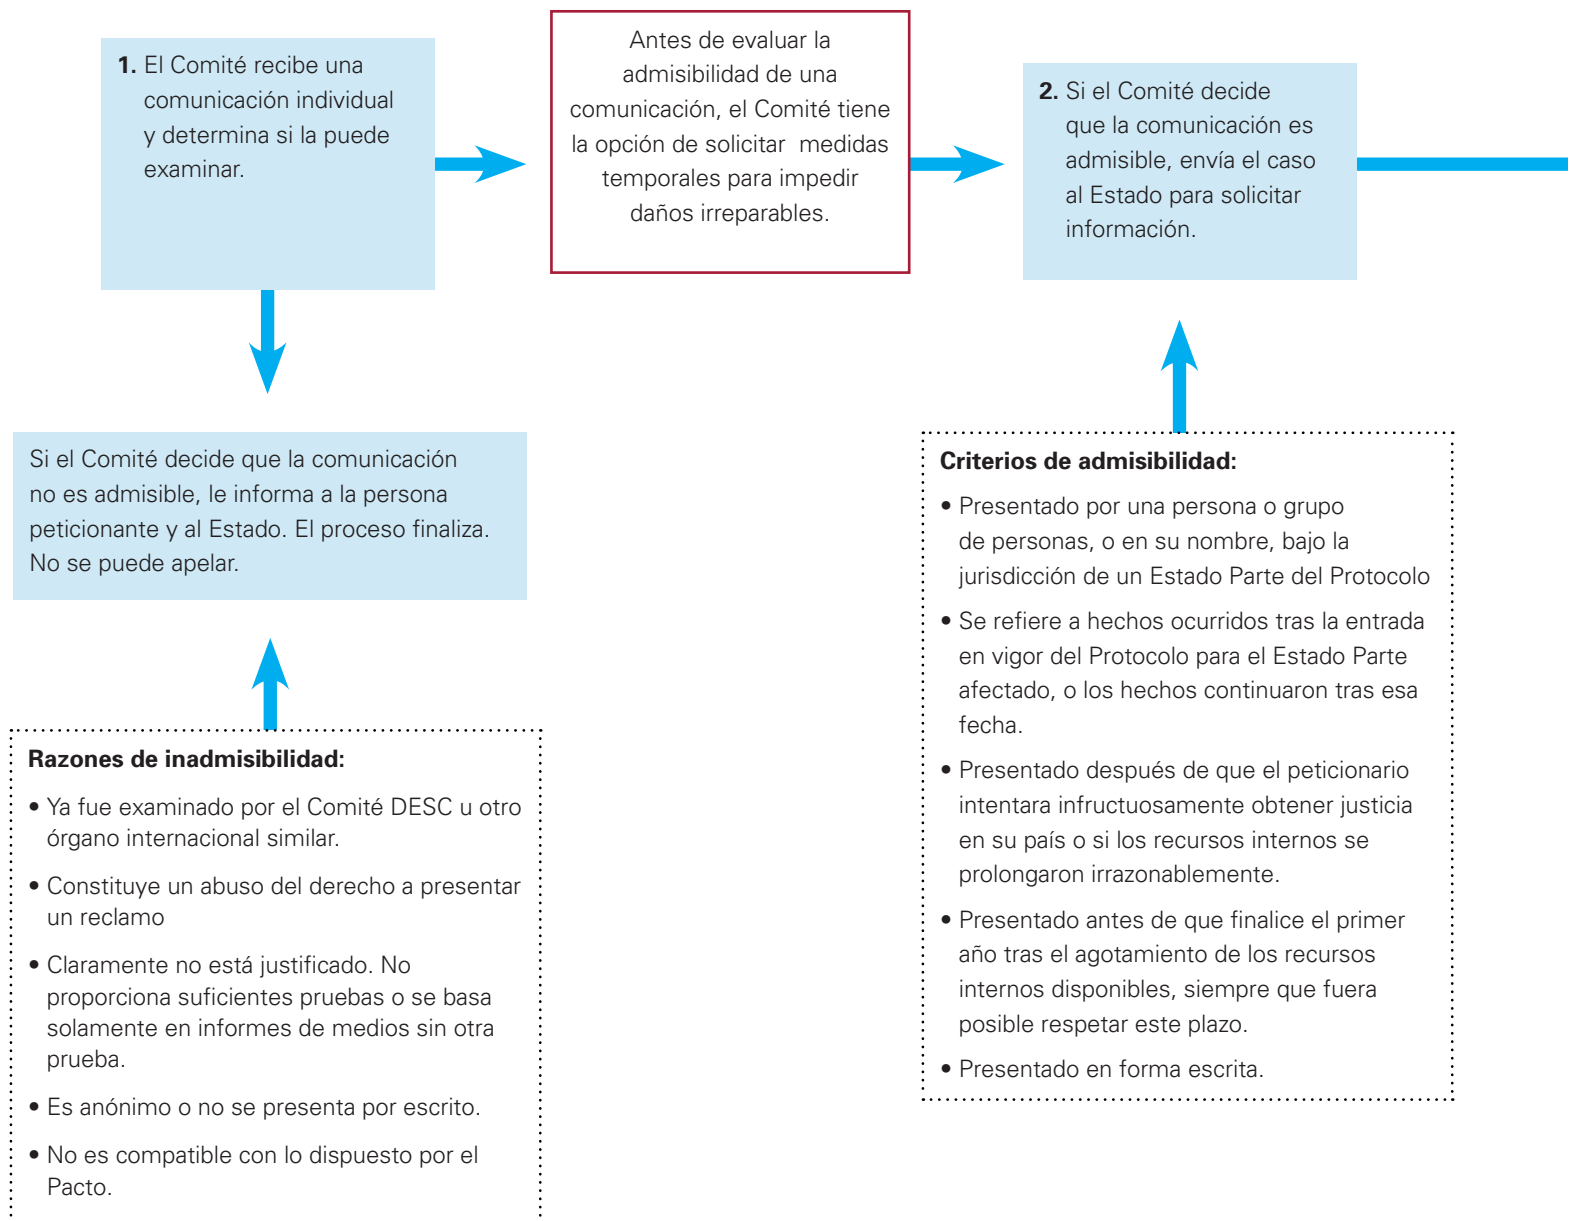 1. El Comité recibe una
comunicación individual
y determina si la puede
examinar.
Antes de evaluar la
admisibilidad de una
comunicación, el Comité tiene
la opción de solicitar medidas
temporales para impedir
daños irreparables.
2. Si el Comité decide
que la comunicación es
admisible, envía el caso
al Estado para solicitar
información.
Si el Comité decide que la comunicación
no es admisible, le informa a la persona
peticionante y al Estado. El proceso finaliza.
No se puede apelar.
Razones de inadmisibilidad:
• Ya fue examinado por el Comité DESC u otro
órgano internacional similar.
• Constituye un abuso del derecho a presentar
un reclamo
• Claramente no está justificado. No
proporciona suficientes pruebas o se basa
solamente en informes de medios sin otra
prueba.
• Es anónimo o no se presenta por escrito.
• No es compatible con lo dispuesto por el
Pacto.
Criterios de admisibilidad:
• Presentado por una persona o grupo
de personas, o en su nombre, bajo la
jurisdicción de un Estado Parte del Protocolo
• Se refiere a hechos ocurridos tras la entrada
en vigor del Protocolo para el Estado Parte
afectado, o los hechos continuaron tras esa
fecha.
• Presentado después de que el peticionario
intentara infructuosamente obtener justicia
en su país o si los recursos internos se
prolongaron irrazonablemente.
• Presentado antes de que finalice el primer
año tras el agotamiento de los recursos
internos disponibles, siempre que fuera
posible respetar este plazo.
• Presentado en forma escrita.